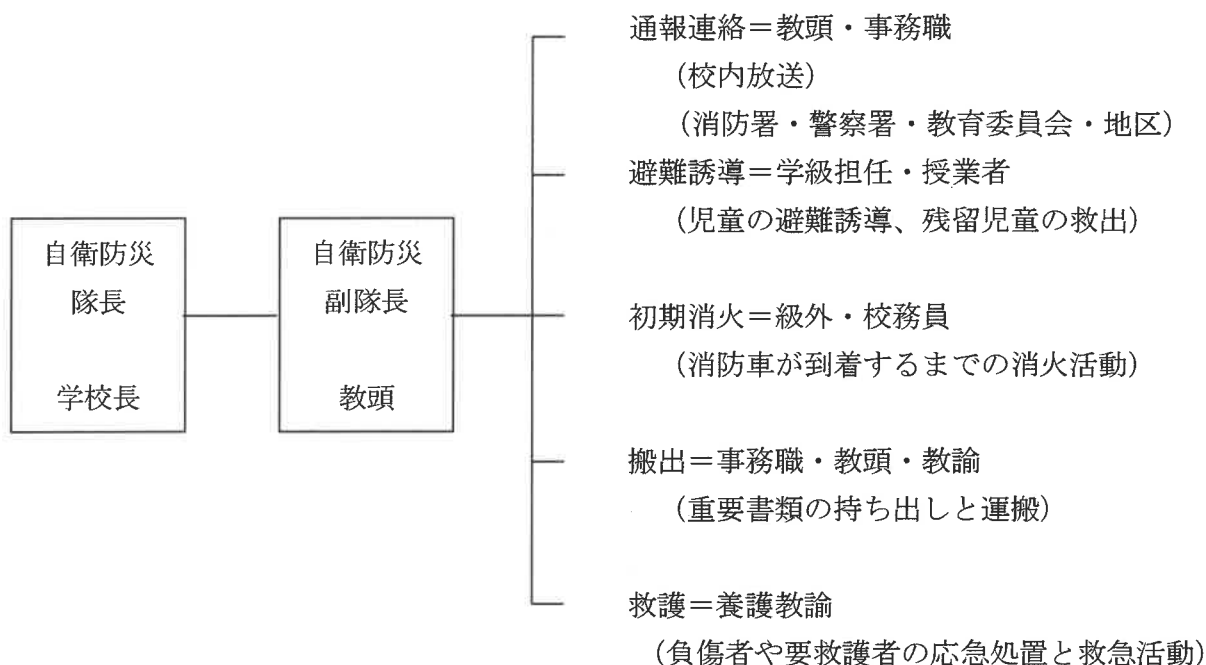 自衛防災
隊長
学校長
自衛防災
副隊長
教頭
通報連絡＝教頭・事務職
（校内放送）
（消防署・警察署・教育委員会・地区）
避難誘導＝学級担任・授業者
（児童の避難誘導、残留児童の救出）
初期消火＝級外・校務員
（消防車が到着するまでの消火活動）
搬出＝事務職・教頭・教諭
（重要書類の持ち出しと運搬）
救護＝養護教諭
（負傷者や要救護者の応急処置と救急活動）